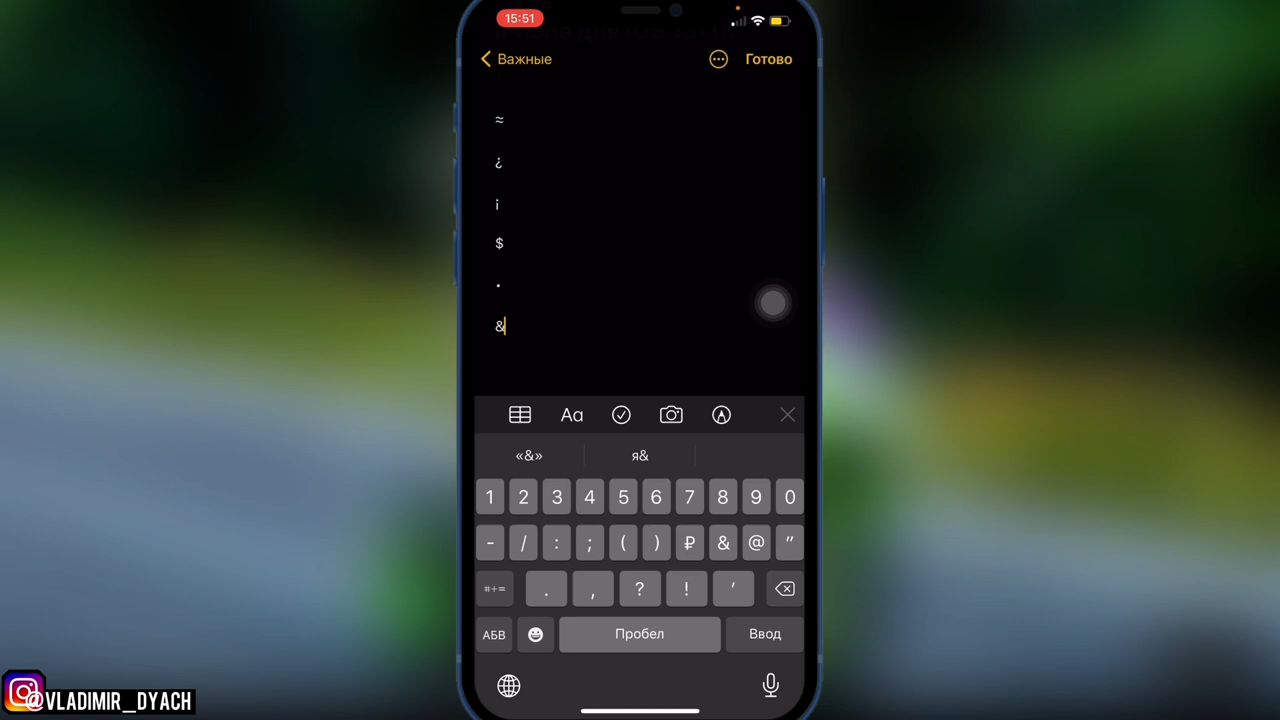 15:51
Важные
Готово
≈
¿
¡
$
·
&
Aa
«&»
я&
1 2 3 4 5 6 7 8 9 0
- / : ; ( ) ₽ & @ "
#+= . , ? ! ’
АБВ Пробел Ввод
@VLADIMIR_DYACH